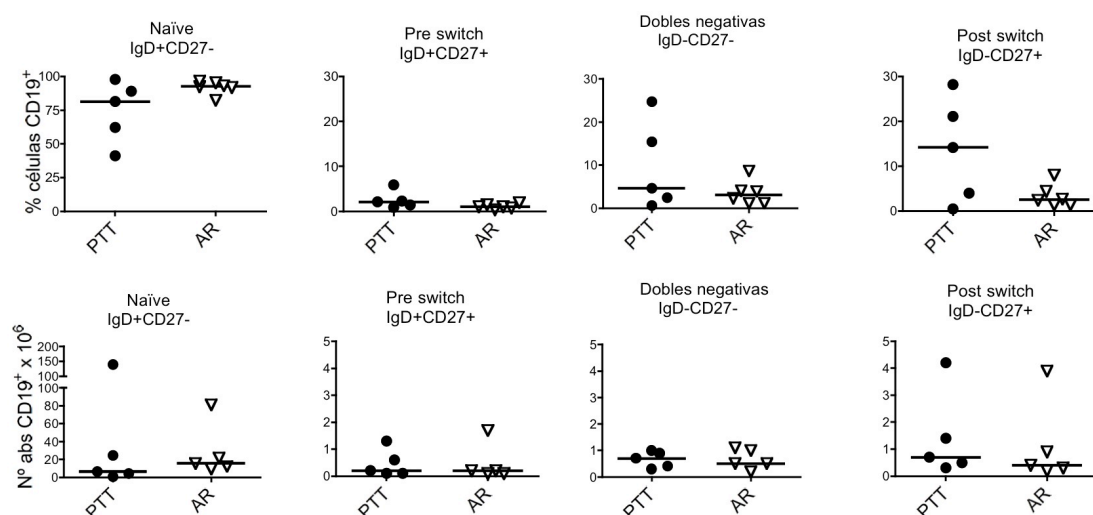 Naïve
IgD+CD27-
Pre switch
IgD+CD27+
Dobles negativas
IgD-CD27-
Post switch
IgD-CD27+
% células CD19+
100
75
50
25
0
PTT
AR
30
20
10
0
PTT
AR
30
20
10
0
PTT
AR
30
20
10
0
PTT
AR
Naïve
IgD+CD27-
Pre switch
IgD+CD27+
Dobles negativas
IgD-CD27-
Post switch
IgD-CD27+
Nº abs CD19+ x 10⁶
200
150
100
100
80
60
40
20
0
PTT
AR
5
4
3
2
1
0
PTT
AR
5
4
3
2
1
0
PTT
AR
5
4
3
2
1
0
PTT
AR